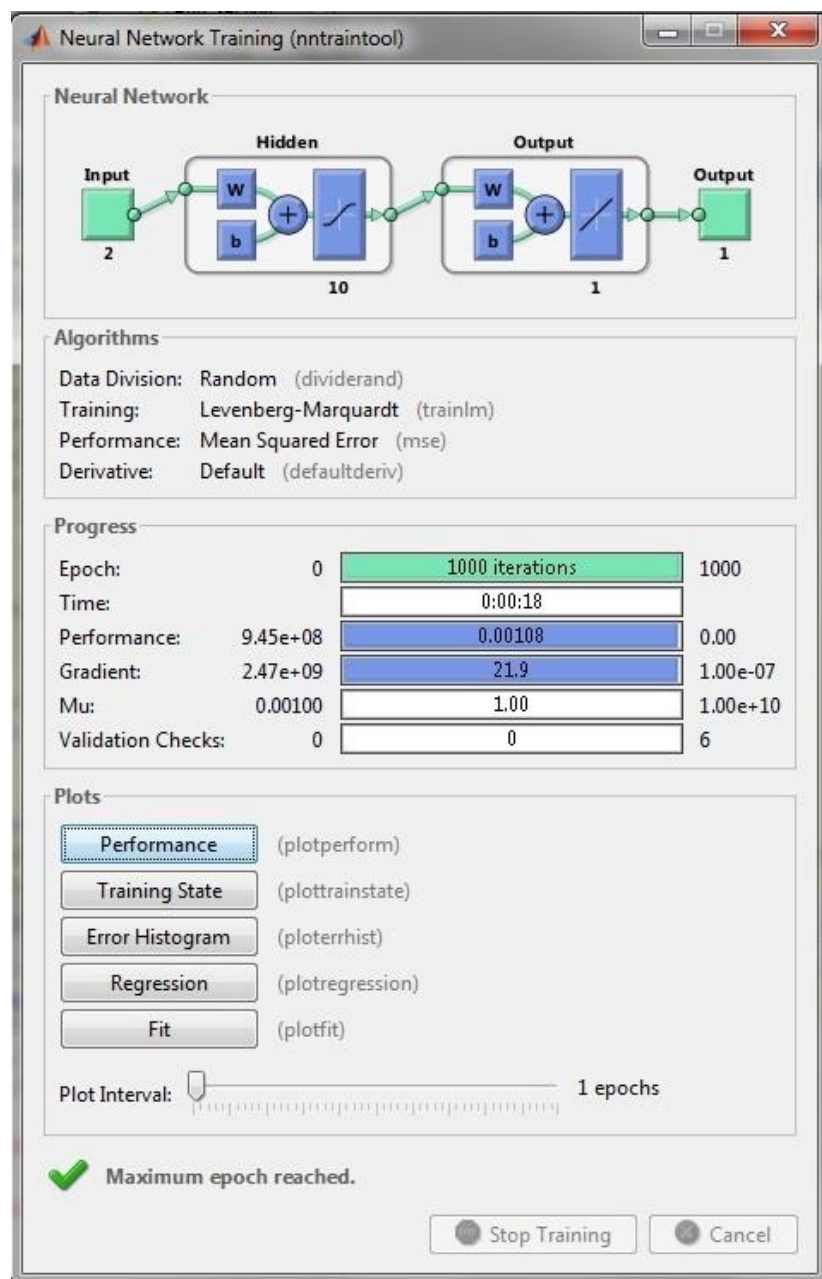 Neural Network Training (nntraintool)
Neural Network
Hidden Output
Input Output
W W
b b
2 1
10 1
Algorithms
Data Division: Random (dividerand)
Training: Levenberg-Marquardt (trainlm)
Performance: Mean Squared Error (mse)
Derivative: Default (defaultderiv)
Progress
Epoch: 0 1000 iterations 1000
Time: 0:00:18
Performance: 9.45e+08 0.00108 0.00
Gradient: 2.47e+09 21.9 1.00e-07
Mu: 0.00100 1.00 1.00e+10
Validation Checks: 0 0 6
Plots
Performance (plotperform)
Training State (plottrainstate)
Error Histogram (ploterrhist)
Regression (plotregression)
Fit (plotfit)
Plot Interval: 1 epochs
Maximum epoch reached.
Stop Training Cancel